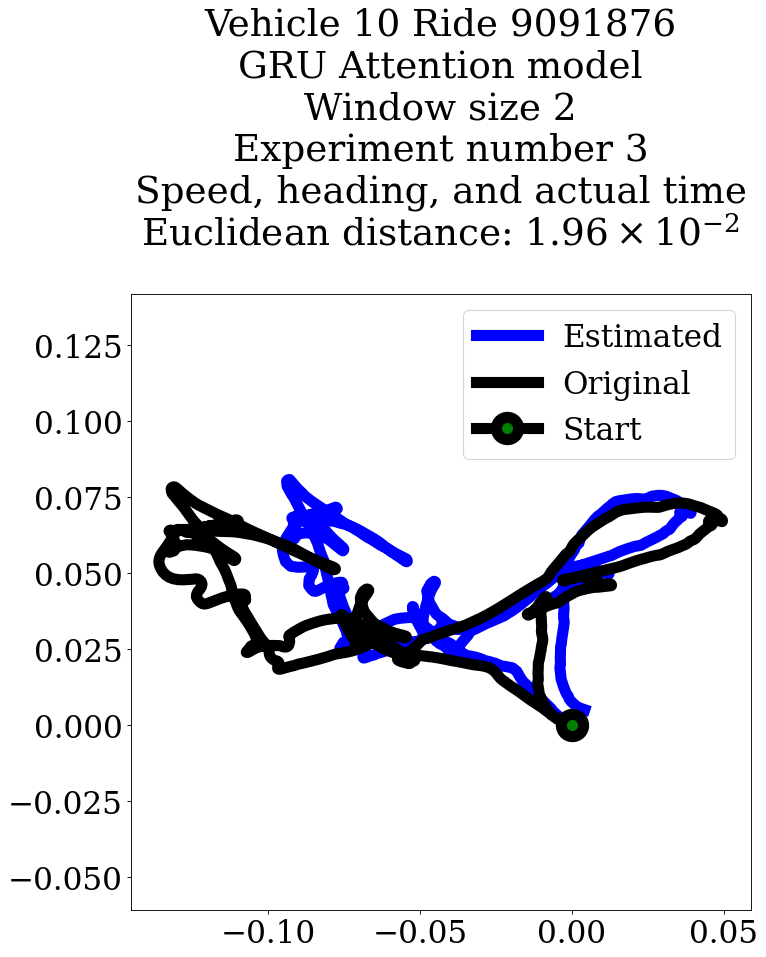 Vehicle 10 Ride 9091876
GRU Attention model
Window size 2
Experiment number 3
Speed, heading, and actual time
Euclidean distance: 1.96 × 10⁻²
Estimated
Original
Start
0.125
0.100
0.075
0.050
0.025
0.000
−0.025
−0.050
−0.10 −0.05 0.00 0.05